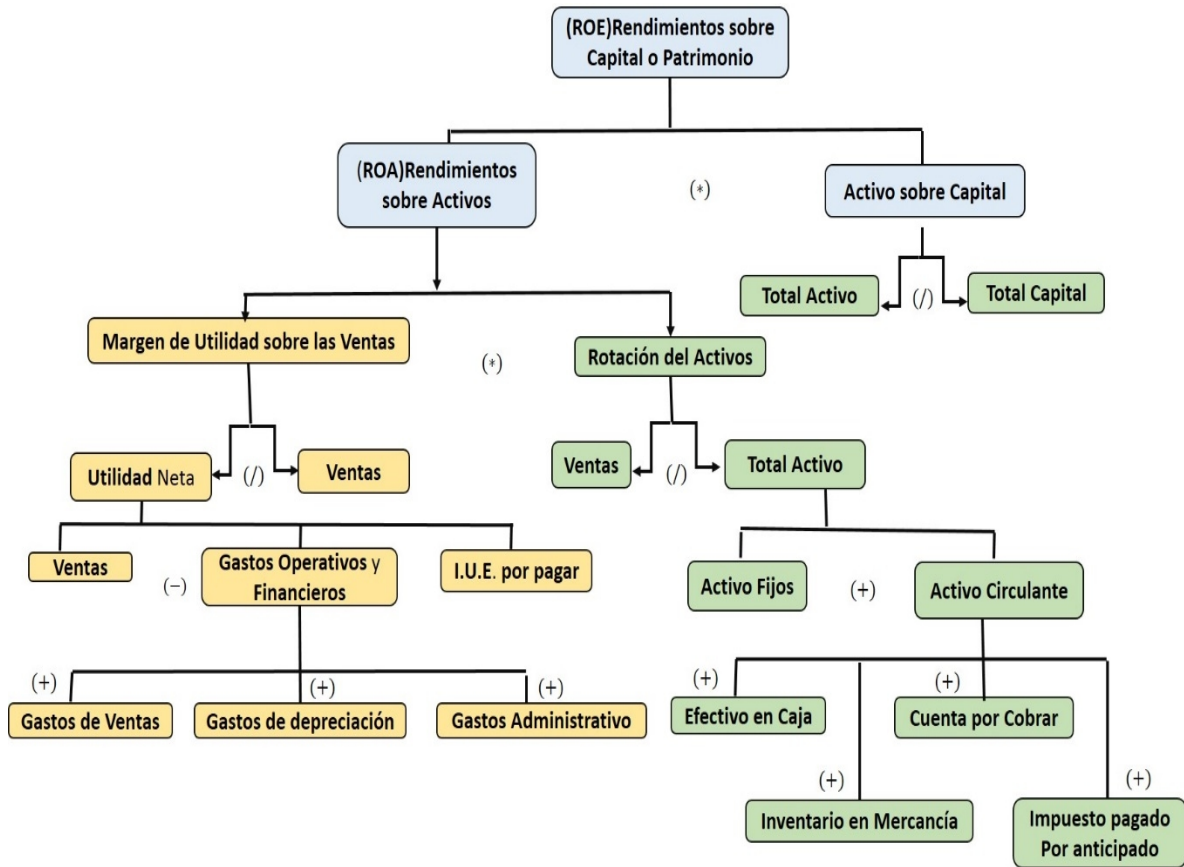 (ROE)Rendimientos sobre
Capital o Patrimonio
(ROA)Rendimientos
sobre Activos
(*)
Activo sobre Capital
Total Activo
(/)
Total Capital
Margen de Utilidad sobre las Ventas
(*)
Rotación del Activos
Utilidad Neta
(/)
Ventas
Ventas
(/)
Total Activo
Ventas
(−)
Gastos Operativos y
Financieros
I.U.E. por pagar
Activo Fijos
(+)
Activo Circulante
(+)
Gastos de Ventas
(+)
Gastos de depreciación
(+)
Gastos Administrativo
(+)
Efectivo en Caja
(+)
Cuenta por Cobrar
(+)
Inventario en Mercancía
(+)
Impuesto pagado
Por anticipado